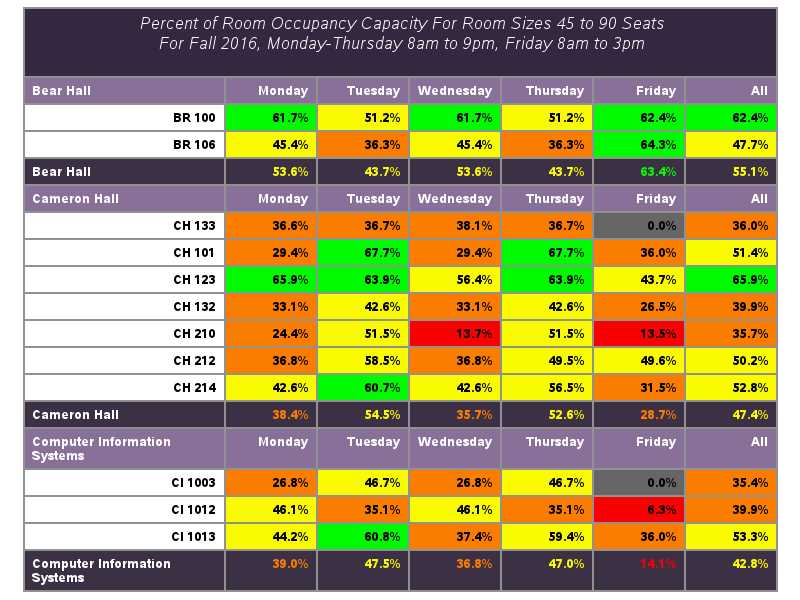 Percent of Room Occupancy Capacity For Room Sizes 45 to 90 Seats
For Fall 2016, Monday-Thursday 8am to 9pm, Friday 8am to 3pm
Bear Hall Monday Tuesday Wednesday Thursday Friday All
BR 100 61.7% 51.2% 61.7% 51.2% 62.4% 62.4%
BR 106 45.4% 36.3% 45.4% 36.3% 64.3% 47.7%
Bear Hall 53.6% 43.7% 53.6% 43.7% 63.4% 55.1%
Cameron Hall Monday Tuesday Wednesday Thursday Friday All
CH 133 36.6% 36.7% 38.1% 36.7% 0.0% 36.0%
CH 101 29.4% 67.7% 29.4% 67.7% 36.0% 51.4%
CH 123 65.9% 63.9% 56.4% 63.9% 43.7% 65.9%
CH 132 33.1% 42.6% 33.1% 42.6% 26.5% 39.9%
CH 210 24.4% 51.5% 13.7% 51.5% 13.5% 35.7%
CH 212 36.8% 58.5% 36.8% 49.5% 49.6% 50.2%
CH 214 42.6% 60.7% 42.6% 56.5% 31.5% 52.8%
Cameron Hall 38.4% 54.5% 35.7% 52.6% 28.7% 47.4%
Computer Information Monday Tuesday Wednesday Thursday Friday All
Systems
CI 1003 26.8% 46.7% 26.8% 46.7% 0.0% 35.4%
CI 1012 46.1% 35.1% 46.1% 35.1% 6.3% 39.9%
CI 1013 44.2% 60.8% 37.4% 59.4% 36.0% 53.3%
Computer Information 39.0% 47.5% 36.8% 47.0% 14.1% 42.8%
Systems